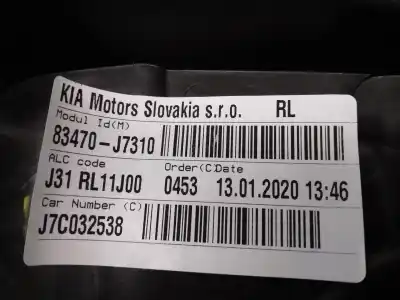 KIA Motors Slovakia s.r.o. RL
Modul Id(M)
83470-J7310
ALC code Order(C)Date
J31 RL11J00 0453 13.01.2020 13:46
Car Number (C)
J7C032538